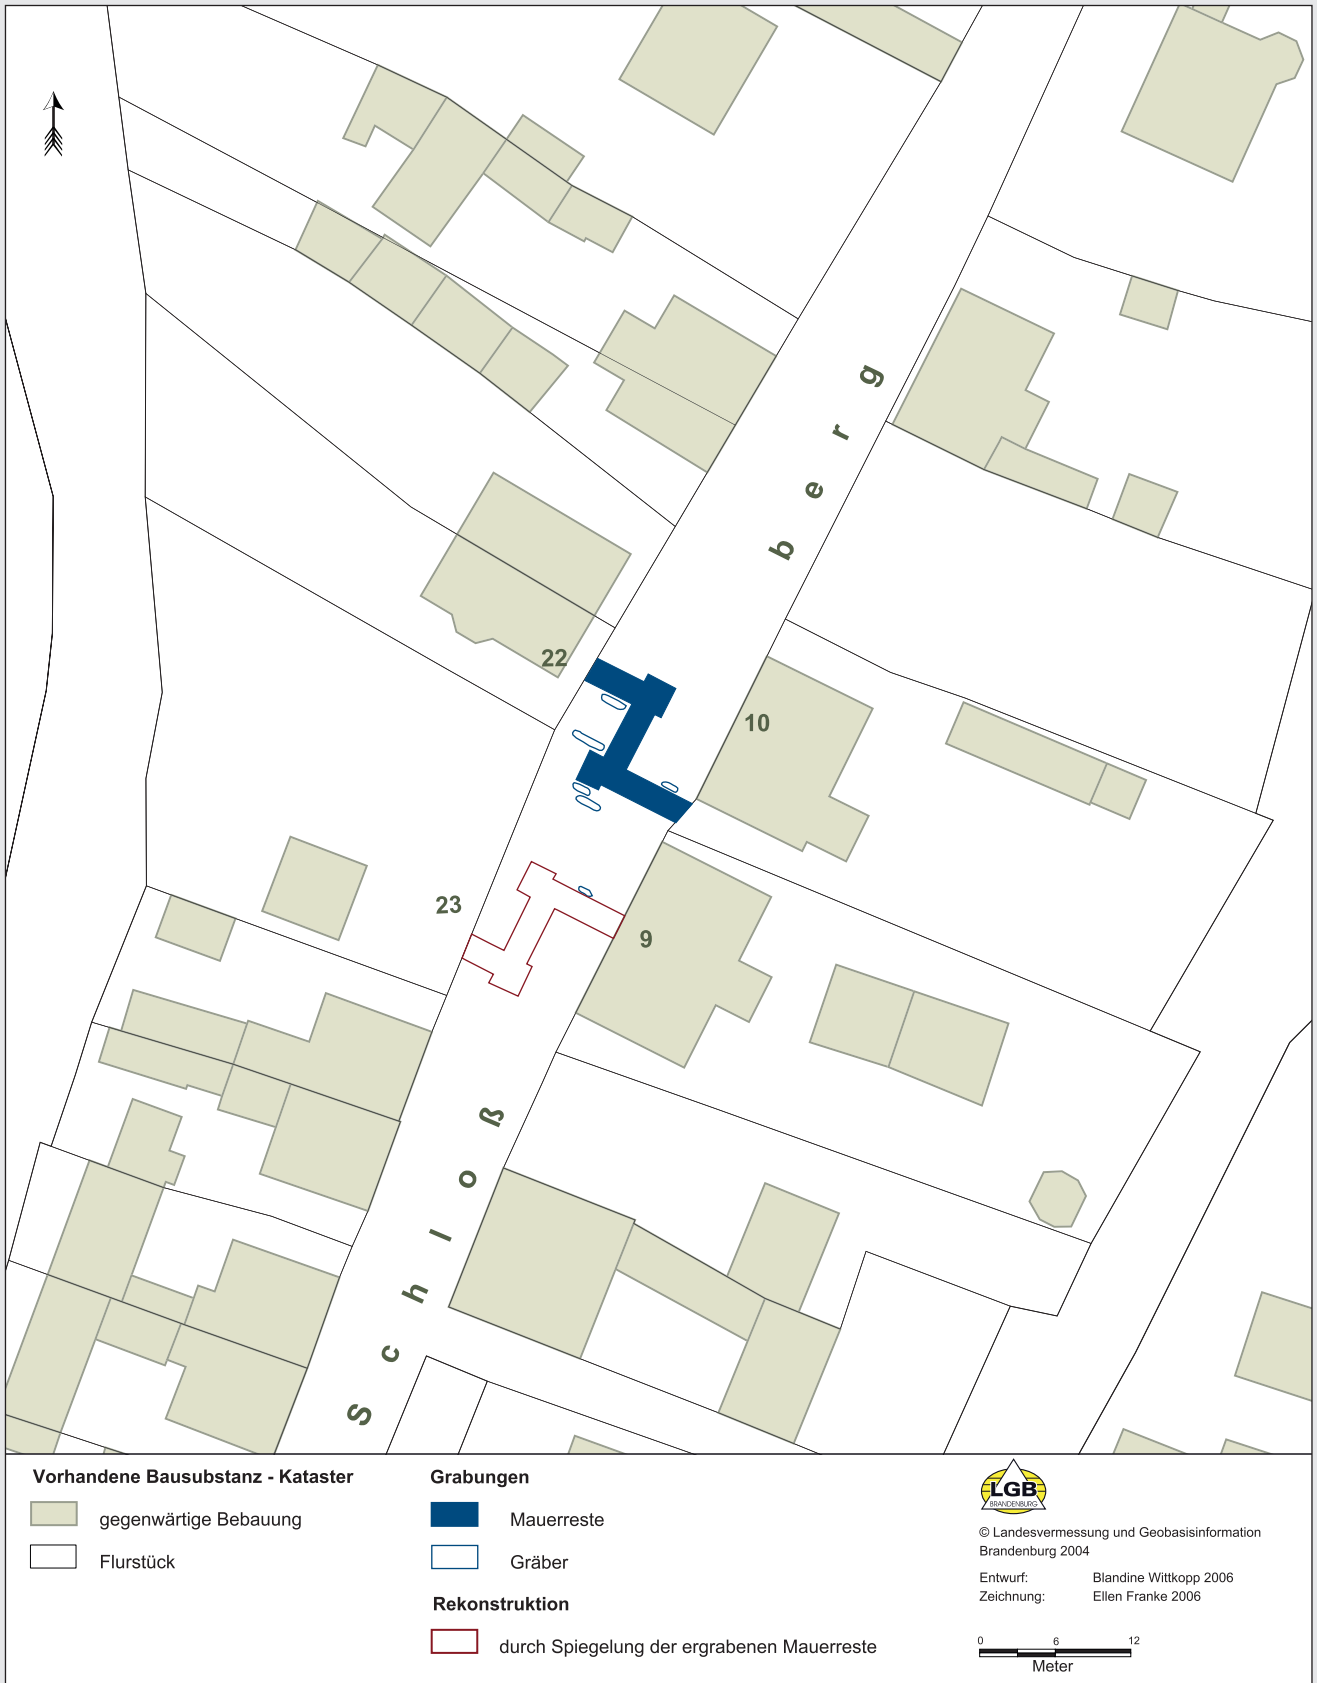 g
r
e
b
22
10
23
9
ß
o
l
h
c
S
Vorhandene Bausubstanz - Kataster
gegenwärtige Bebauung
Flurstück
Grabungen
Mauerreste
Gräber
Rekonstruktion
durch Spiegelung der ergrabenen Mauerreste
LGB
BRANDENBURG
© Landesvermessung und Geobasisinformation
Brandenburg 2004
Entwurf: Blandine Wittkopp 2006
Zeichnung: Ellen Franke 2006
0 6 12
Meter